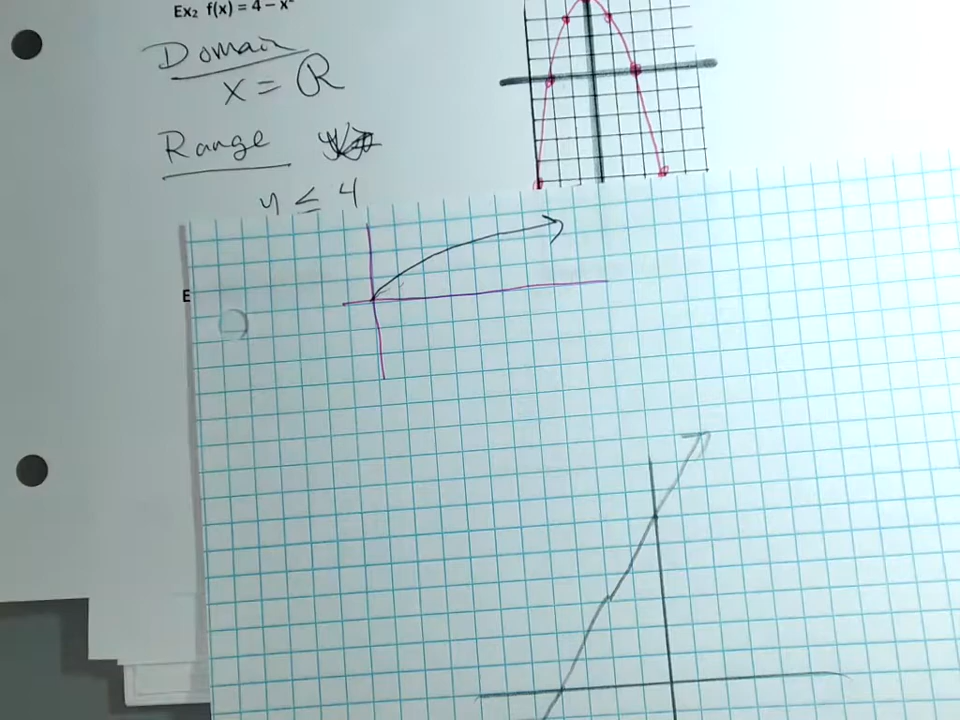 Ex₂ f(x) = 4 – x²
Domain
x = ℝ
Range
y ≤ 4
E